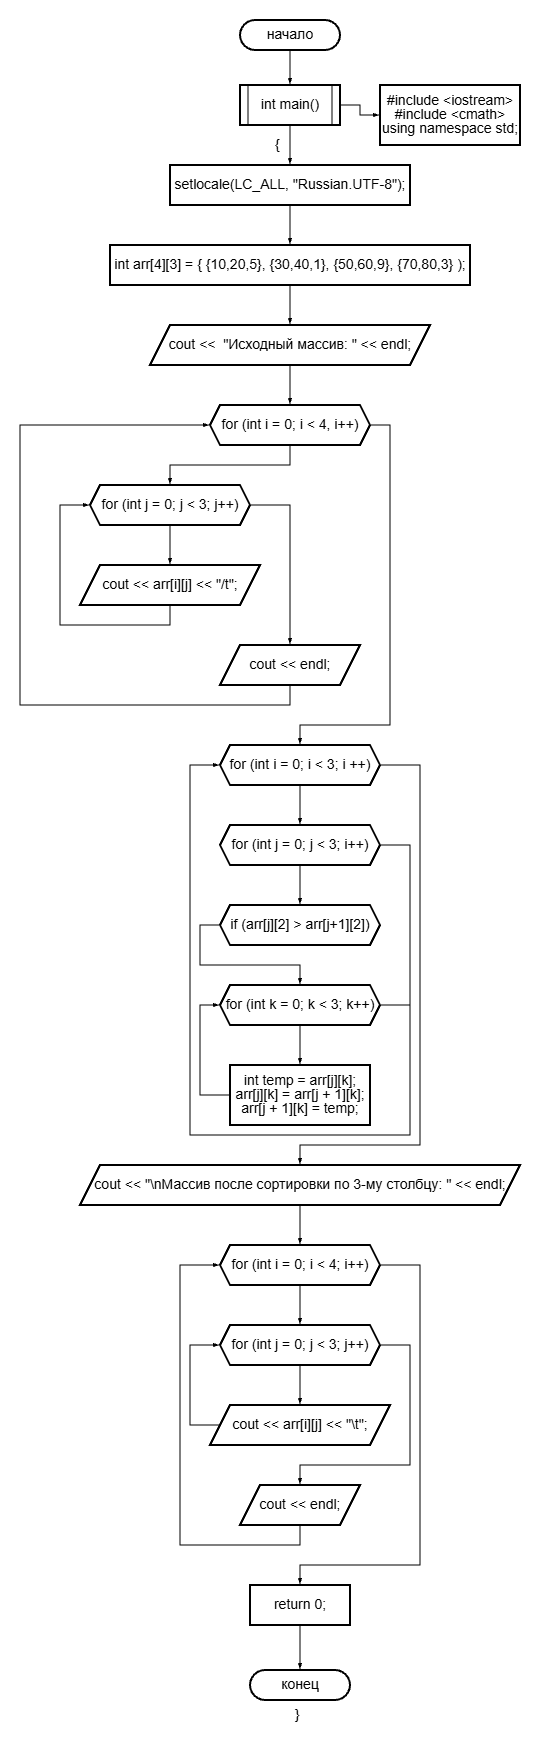 начало
int main()
#include <iostream>
#include <cmath>
using namespace std;
{
setlocale(LC_ALL, "Russian.UTF-8");
int arr[4][3] = { {10,20,5}, {30,40,1}, {50,60,9}, {70,80,3} );
cout << "Исходный массив: " << endl;
for (int i = 0; i < 4, i++)
for (int j = 0; j < 3; j++)
cout << arr[i][j] << "/t";
cout << endl;
for (int i = 0; i < 3; i ++)
for (int j = 0; j < 3; i++)
if (arr[j][2] > arr[j+1][2])
for (int k = 0; k < 3; k++)
int temp = arr[j][k];
arr[j][k] = arr[j + 1][k];
arr[j + 1][k] = temp;
cout << "\nМассив после сортировки по 3-му столбцу: " << endl;
for (int i = 0; i < 4; i++)
for (int j = 0; j < 3; j++)
cout << arr[i][j] << "\t";
cout << endl;
return 0;
конец
}